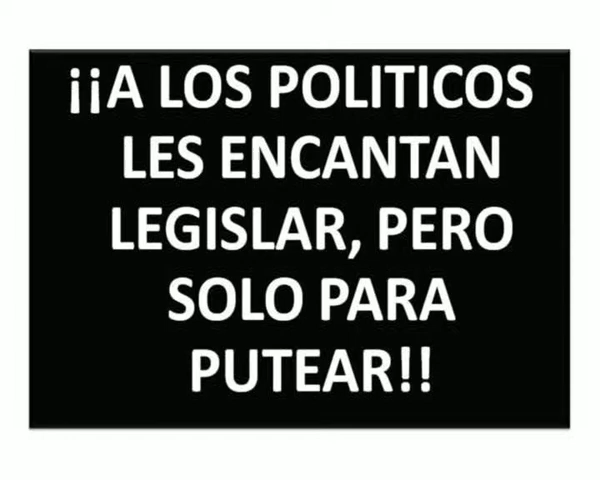 ¡¡A LOS POLITICOS
LES ENCANTAN
LEGISLAR, PERO
SOLO PARA
PUTEAR!!